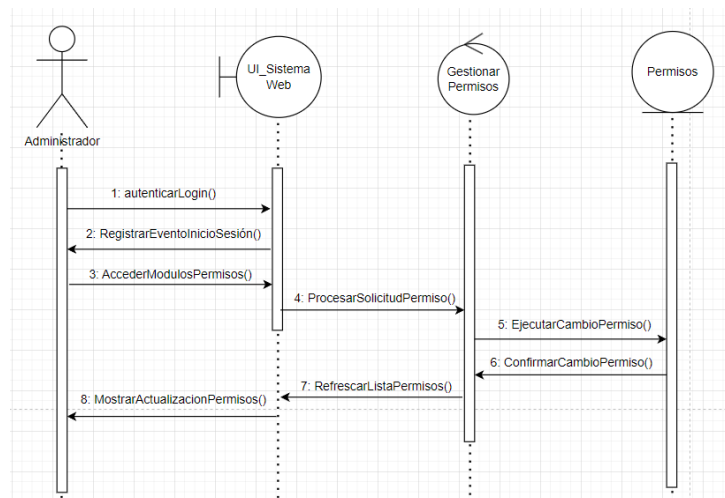 UI_Sistema
Web
Gestionar
Permisos
Permisos
Administrador
1: autenticarLogin()
2: RegistrarEventoInicioSesión()
3: AccederModulosPermisos()
4: ProcesarSolicitudPermiso()
5: EjecutarCambioPermiso()
6: ConfirmarCambioPermiso()
7: RefrescarListaPermisos()
8: MostrarActualizacionPermisos()